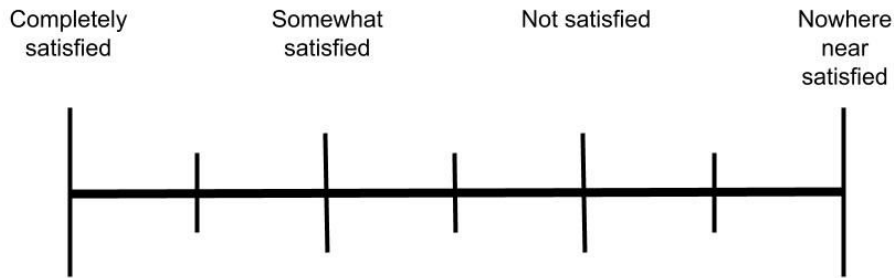 Completely
satisfied
Somewhat
satisfied
Not satisfied
Nowhere
near
satisfied